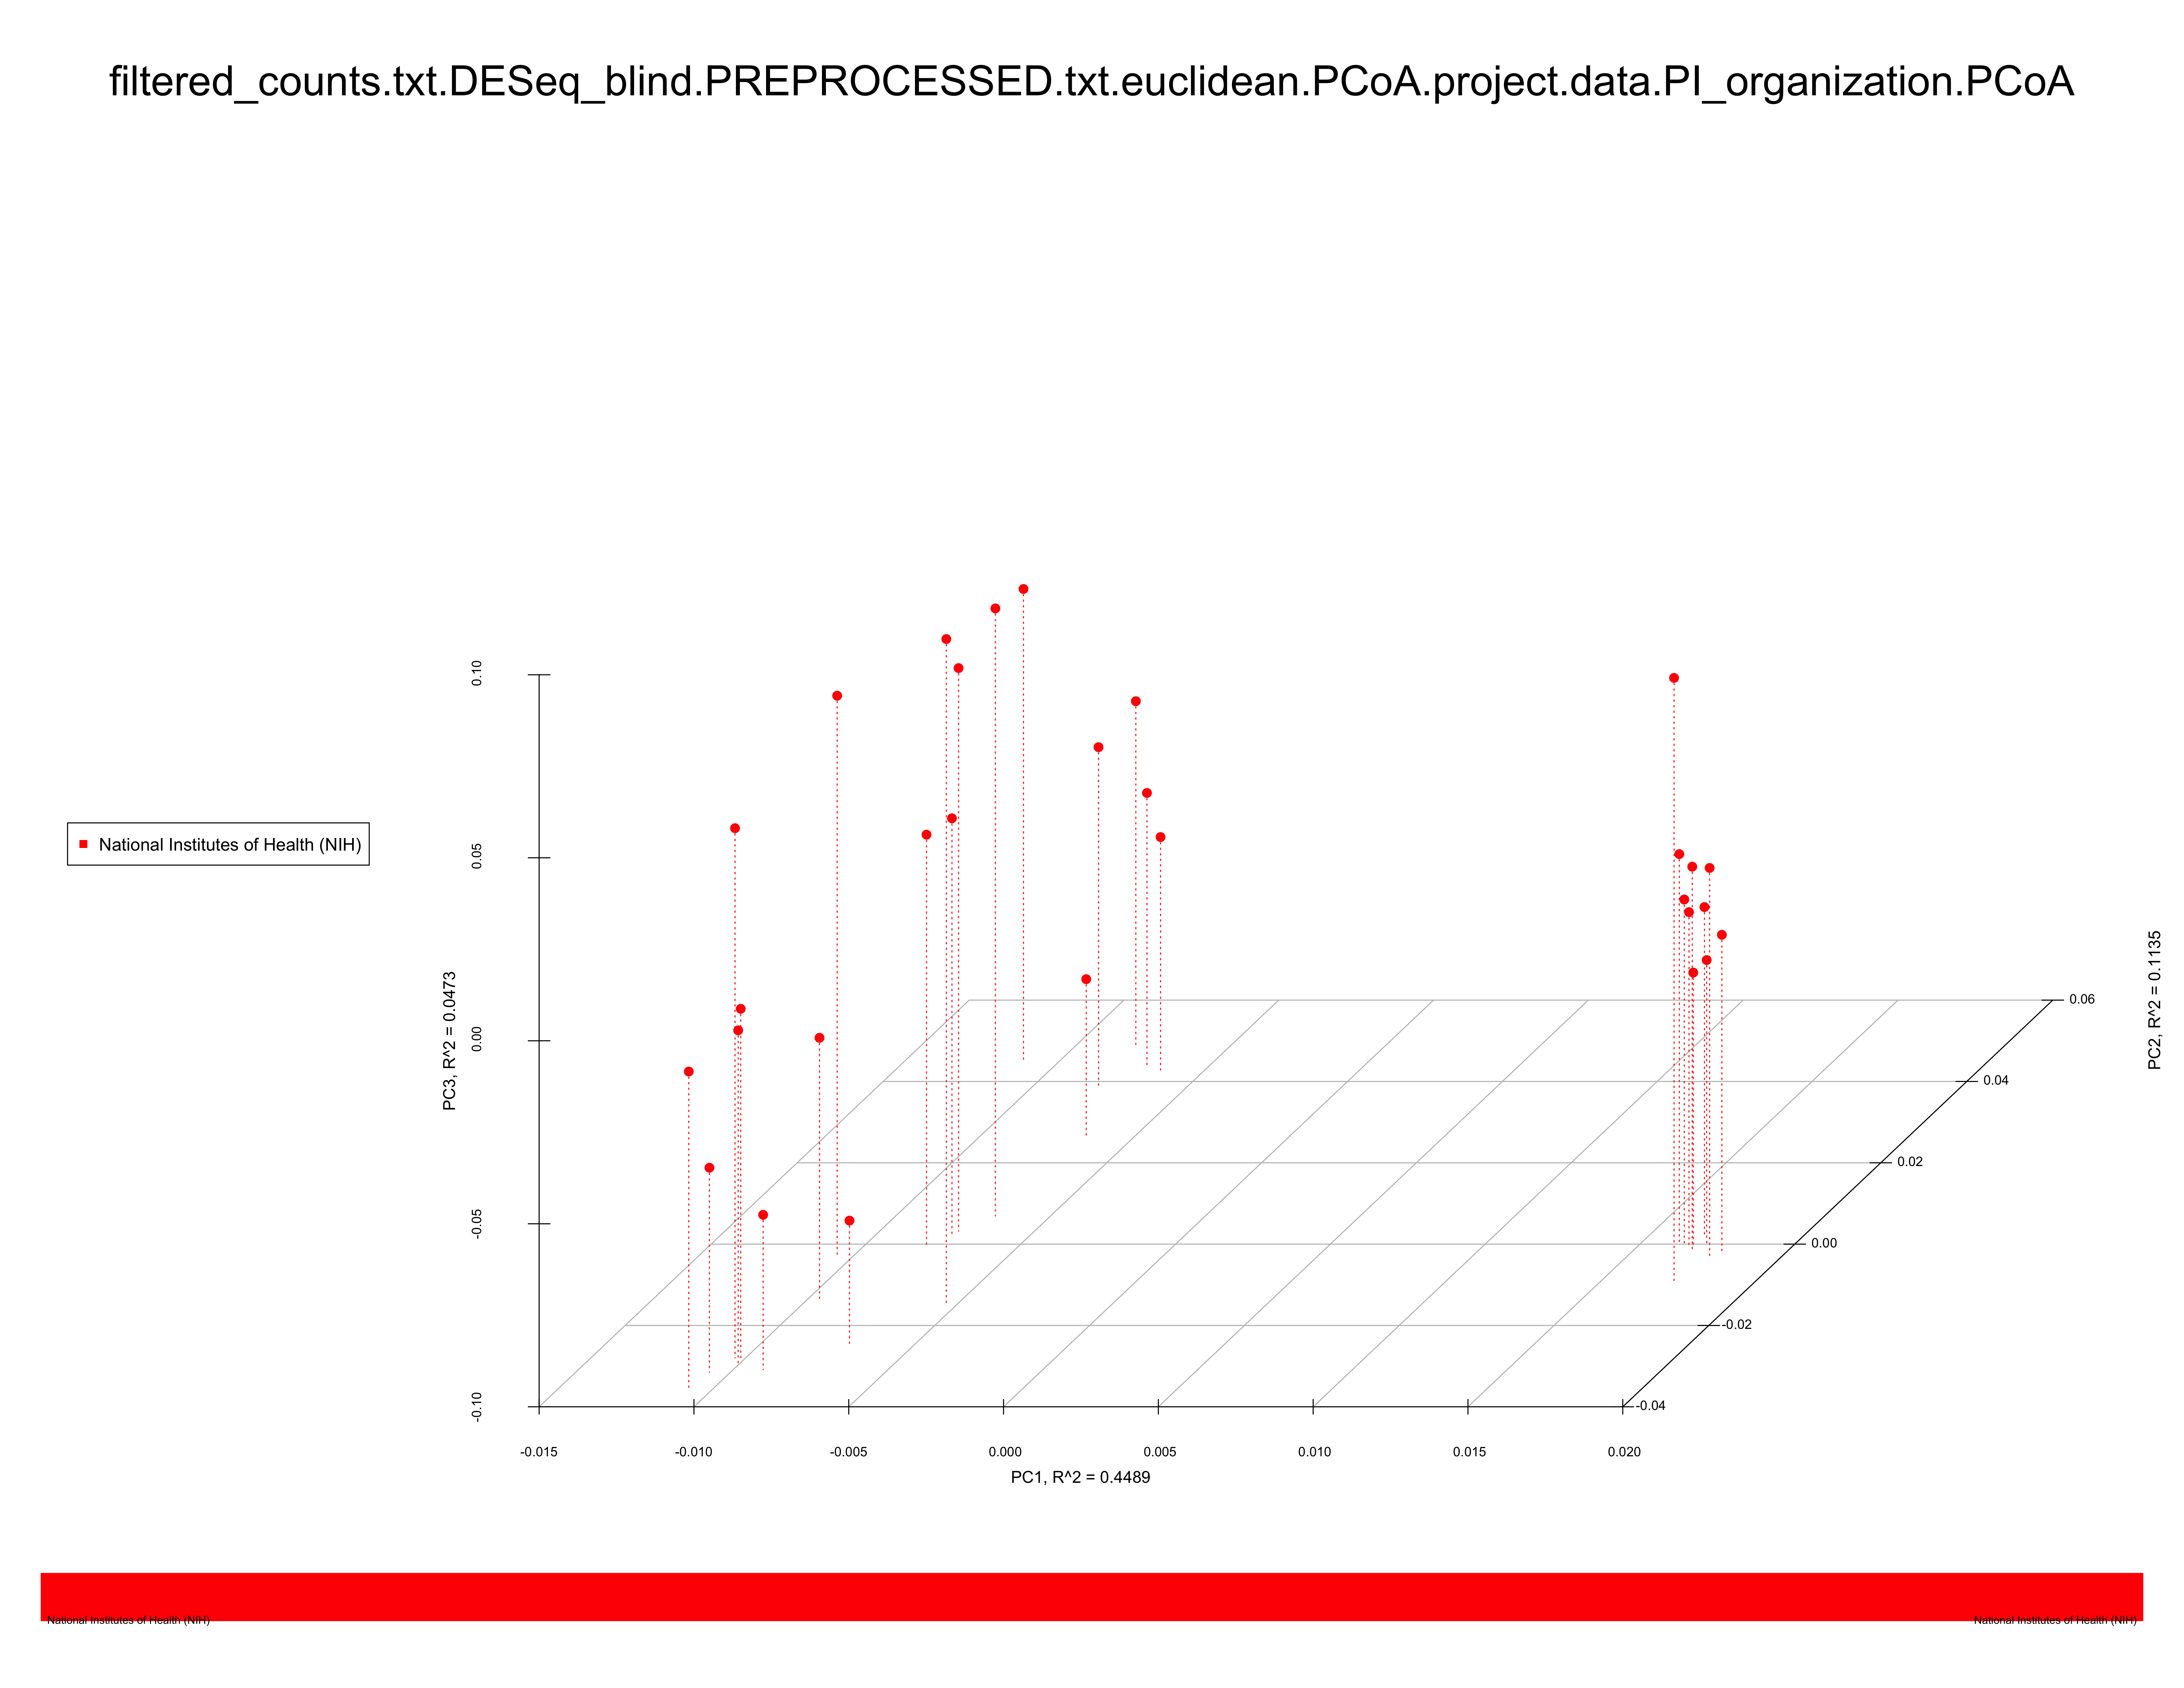 filtered_counts.txt.DESeq_blind.PREPROCESSED.txt.euclidean.PCoA.project.data.PI_organization.PCoA
National Institutes of Health (NIH)
0.10
0.05
0.00
-0.05
-0.10
PC3, R^2 = 0.0473
-0.015
-0.010
-0.005
0.000
0.005
0.010
0.015
0.020
PC1, R^2 = 0.4489
0.06
0.04
0.02
0.00
-0.02
-0.04
PC2, R^2 = 0.1135
National Institutes of Health (NIH)
National Institutes of Health (NIH)